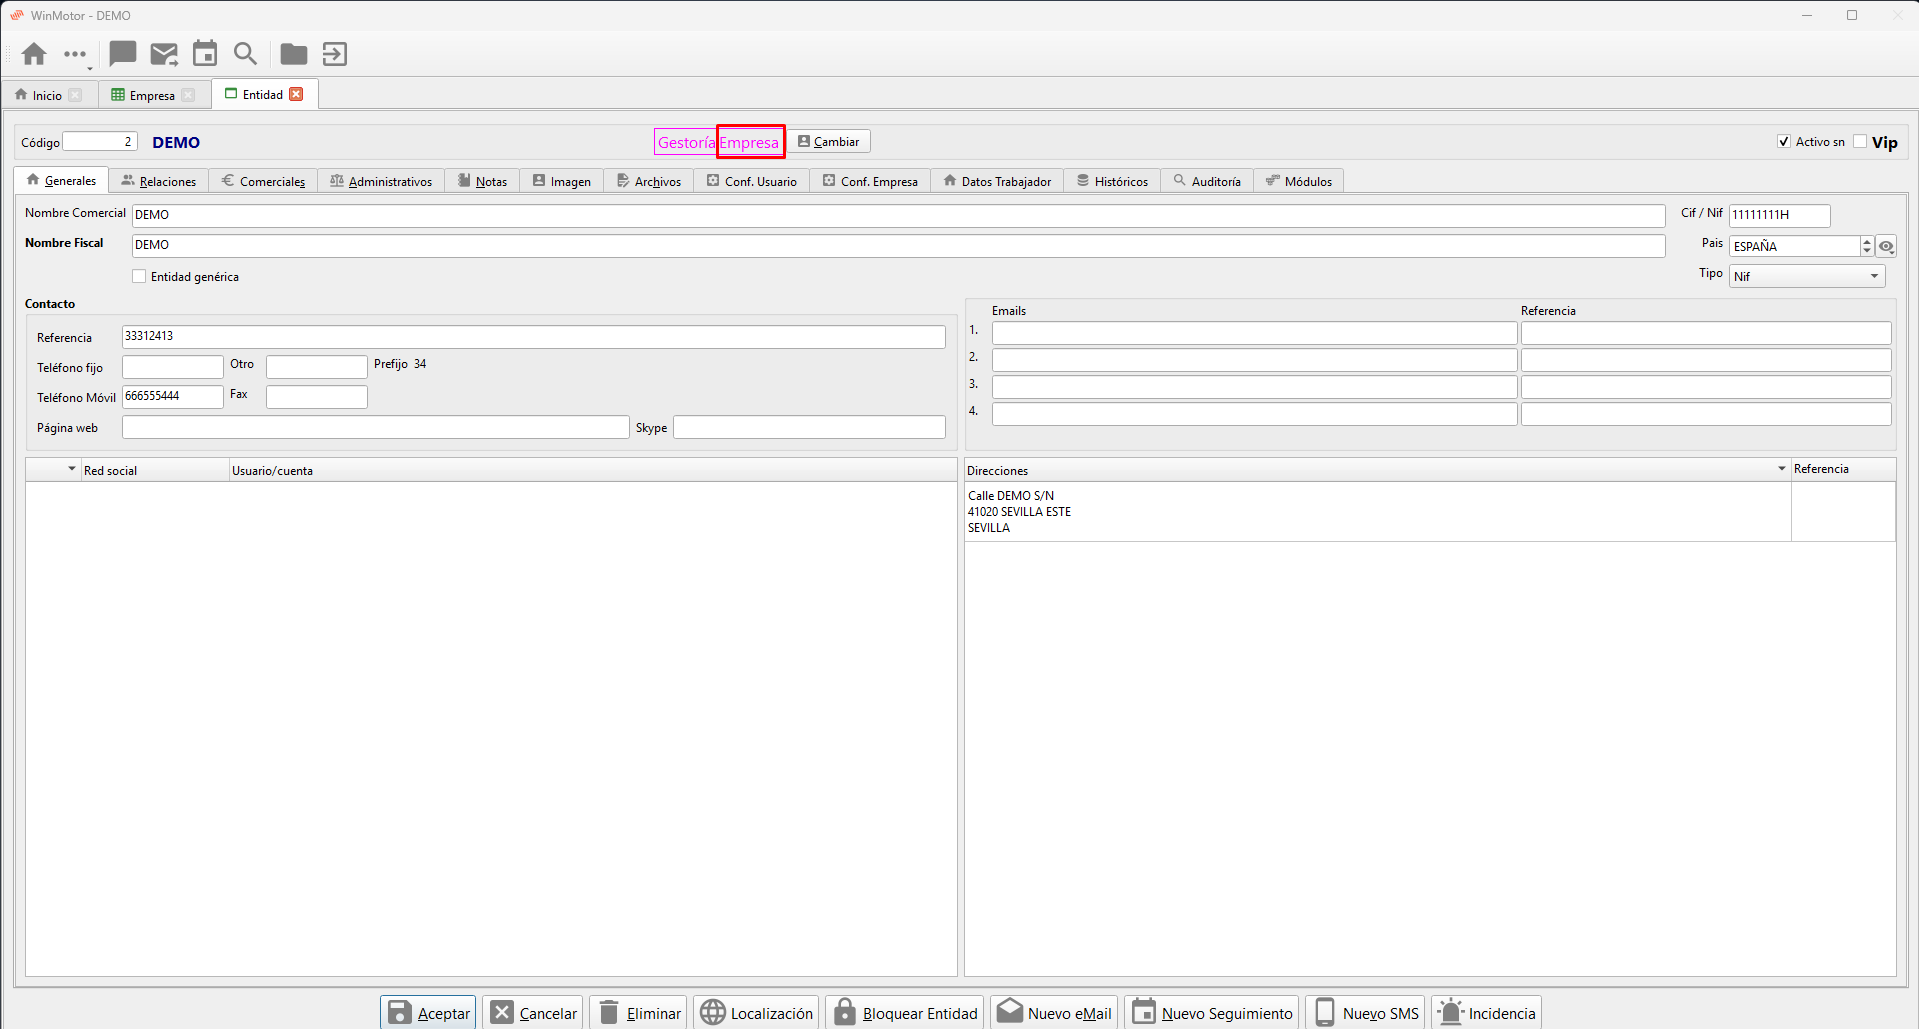 WinMotor - DEMO
Inicio
Empresa
Entidad
Código 2 DEMO
Gestoría Empresa Cambiar
Activo sn Vip
Generales Relaciones Comerciales Administrativos Notas Imagen Archivos Conf. Usuario Conf. Empresa Datos Trabajador Históricos Auditoría Módulos
Nombre Comercial DEMO
Cif / Nif 11111111H
Nombre Fiscal DEMO
Pais ESPAÑA
Entidad genérica
Tipo Nif
Contacto
Referencia 33312413
Teléfono fijo Otro Prefijo 34
Teléfono Móvil 666555444 Fax
Página web Skype
Emails Referencia
1.
2.
3.
4.
Red social Usuario/cuenta
Direcciones Referencia
Calle DEMO S/N
41020 SEVILLA ESTE
SEVILLA
Aceptar Cancelar Eliminar Localización Bloquear Entidad Nuevo eMail Nuevo Seguimiento Nuevo SMS Incidencia